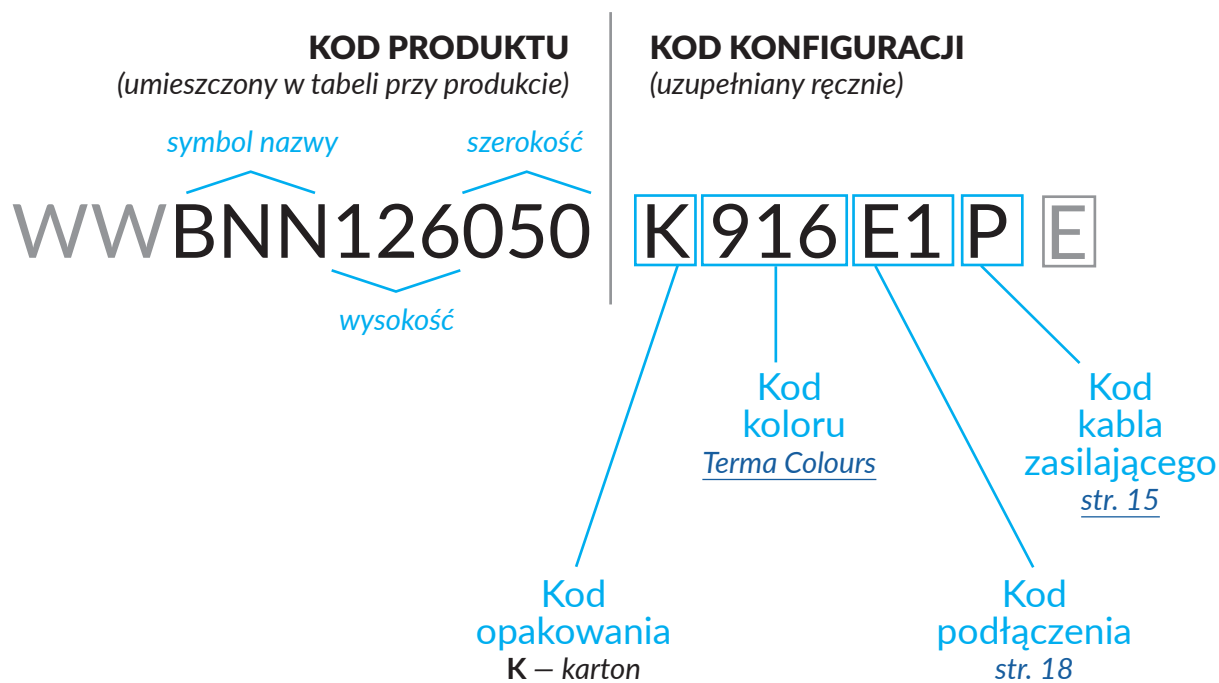 KOD PRODUKTU
(umieszczony w tabeli przy produkcie)
KOD KONFIGURACJI
(uzupełniany ręcznie)
symbol nazwy
szerokość
WWBNN126050 K 916 E1 P E
wysokość
Kod
koloru
Terma Colours
Kod
kabla
zasilającego
str. 15
Kod
opakowania
K – karton
Kod
podłączenia
str. 18